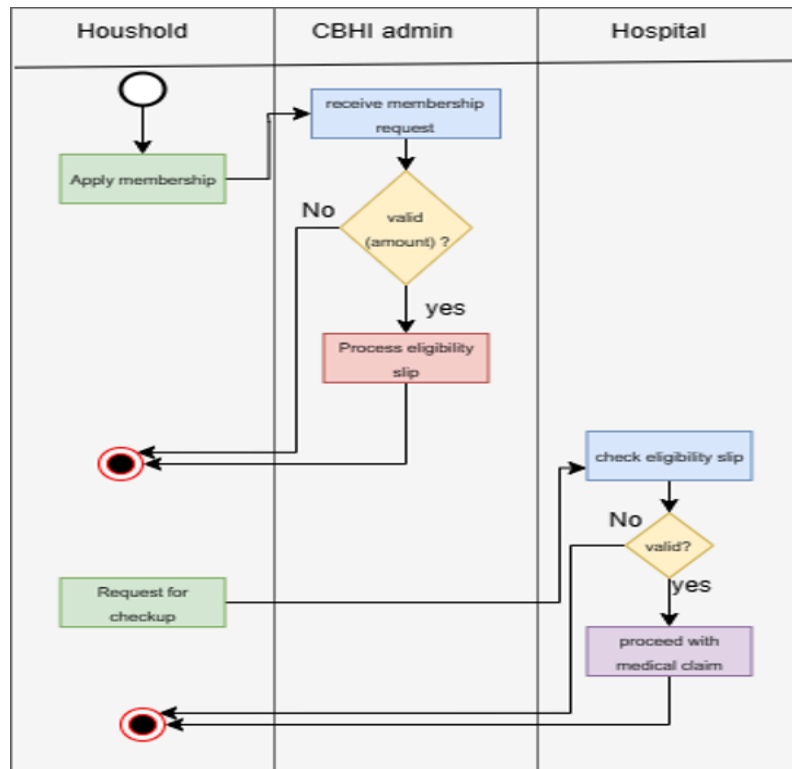 Houshold
CBHI admin
Hospital
receive membership
request
Apply membership
No
valid
(amount) ?
yes
Process eligibility
slip
check eligibility slip
No
valid?
yes
Request for
checkup
proceed with
medical claim